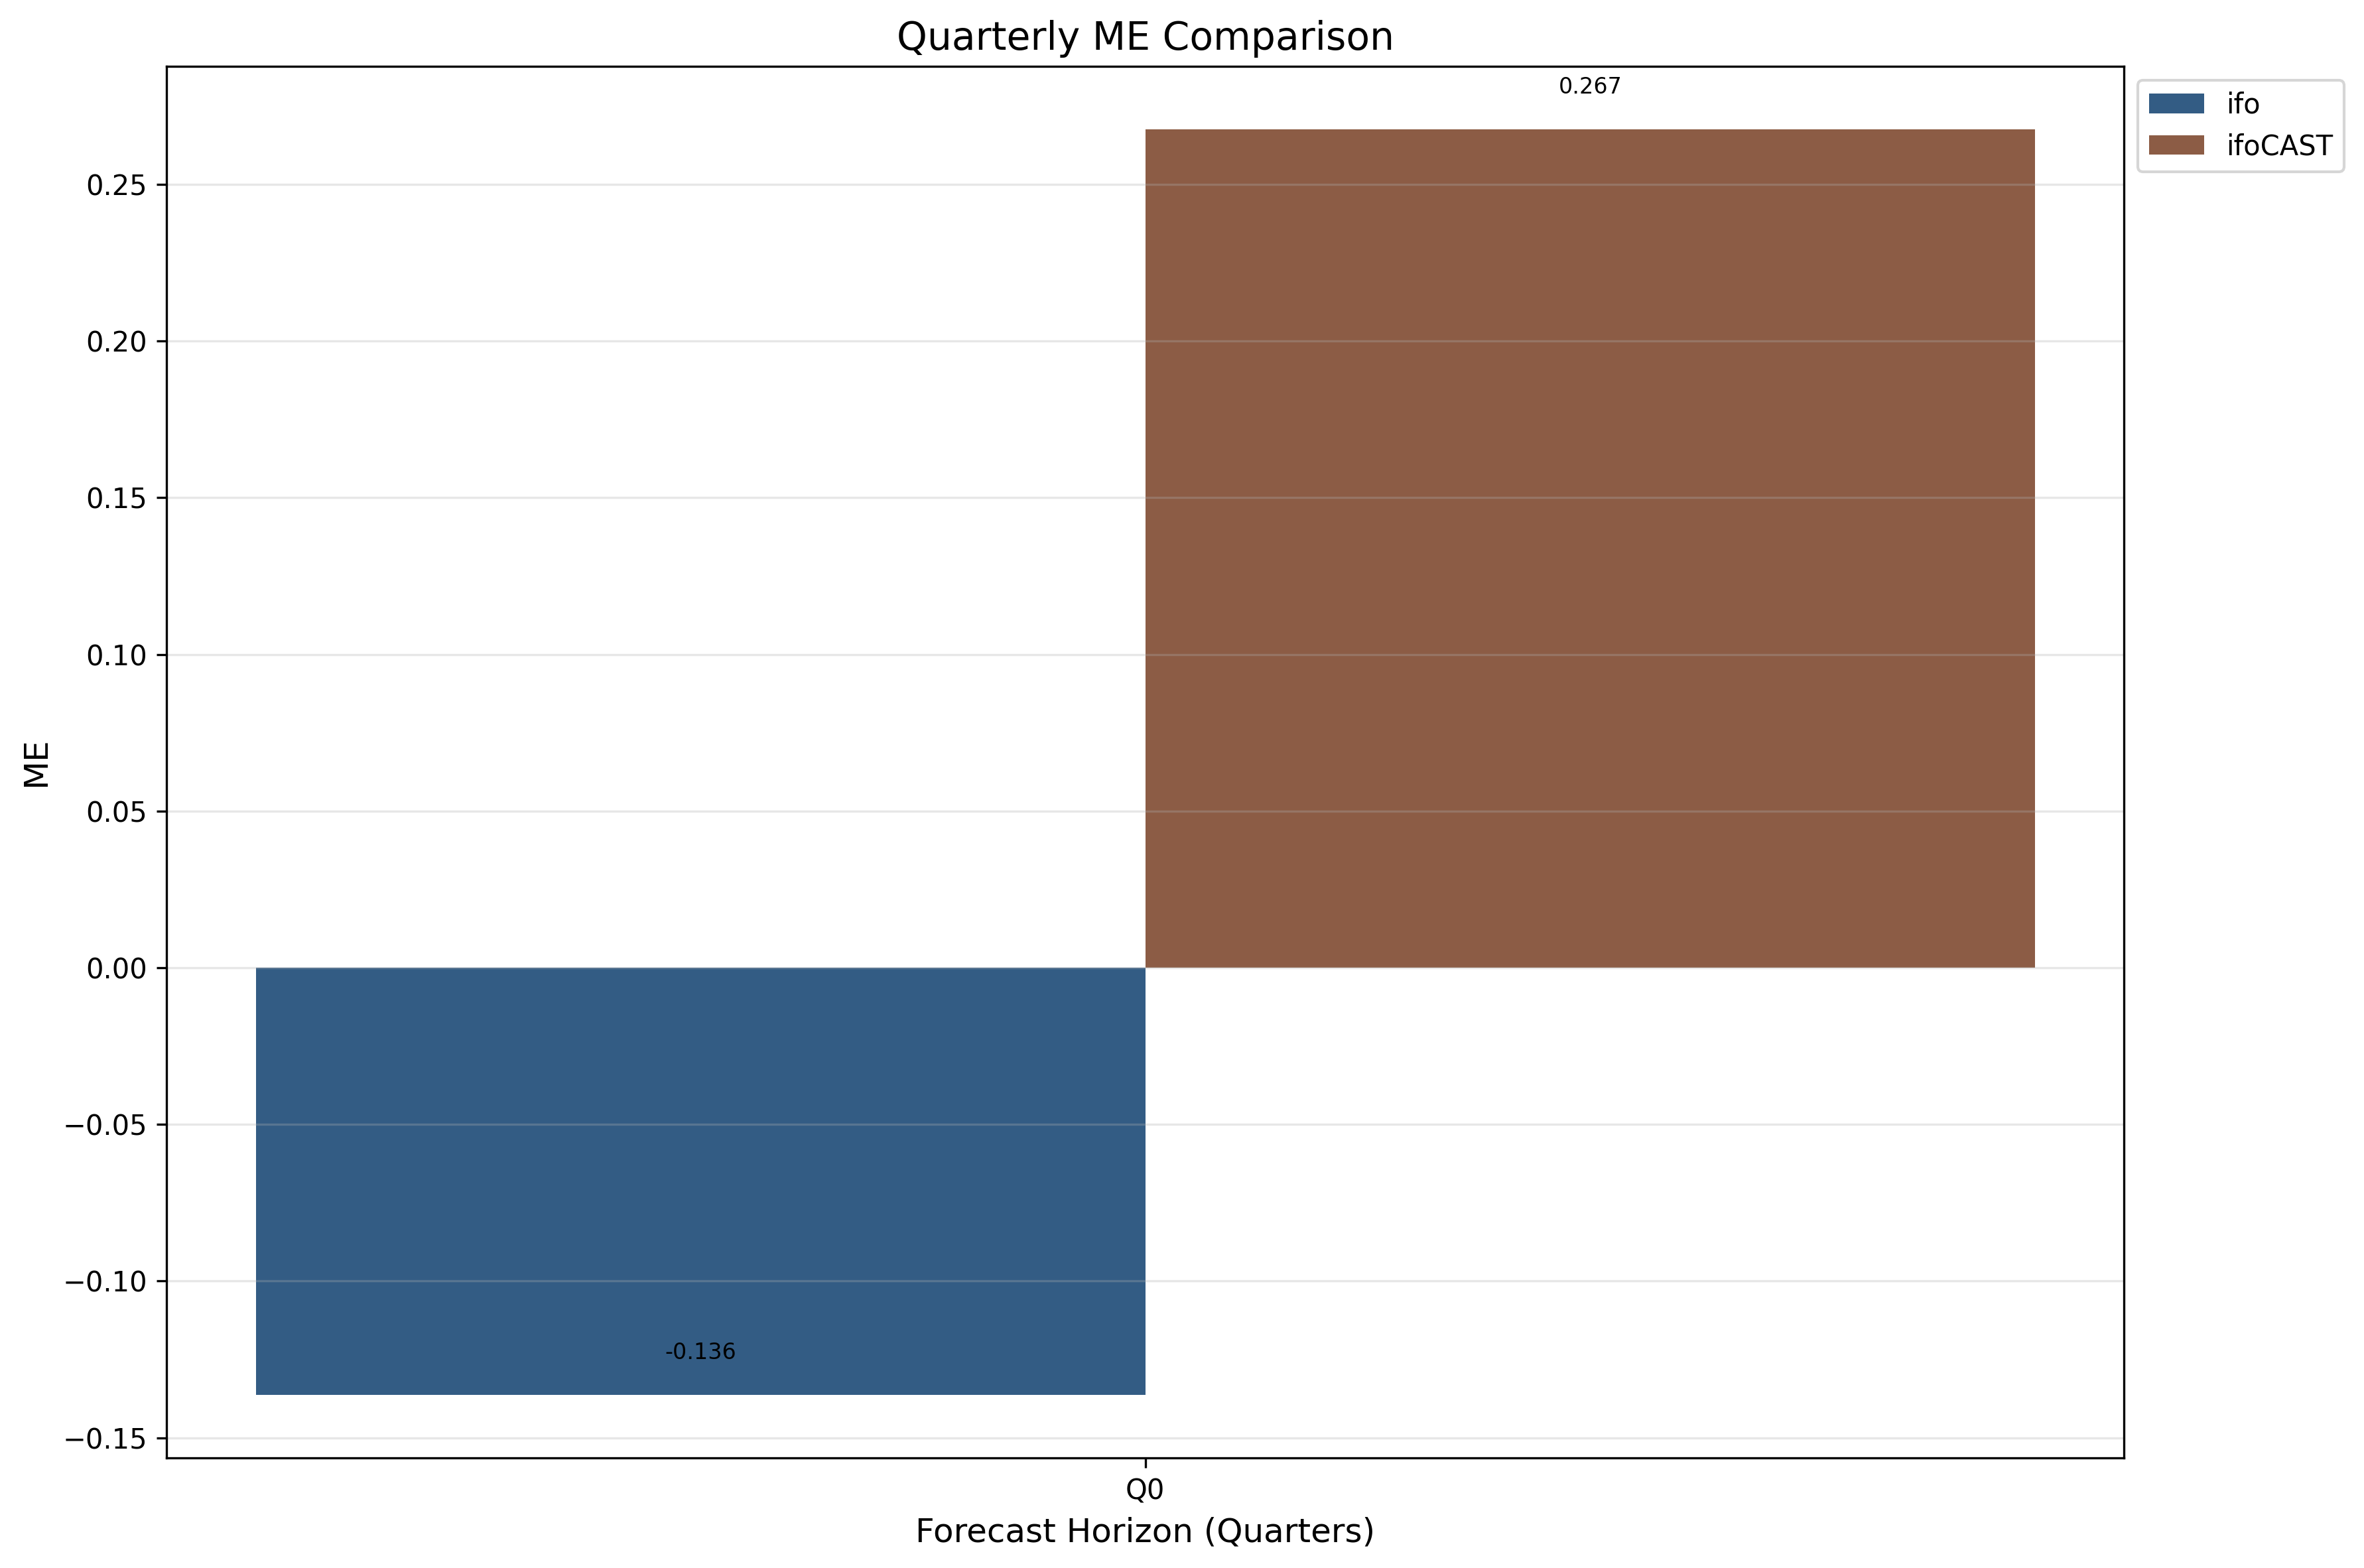 Quarterly ME Comparison
0.267
ifo
ifoCAST
0.25
0.20
0.15
0.10
0.05
0.00
−0.05
−0.10
−0.15
ME
-0.136
Q0
Forecast Horizon (Quarters)